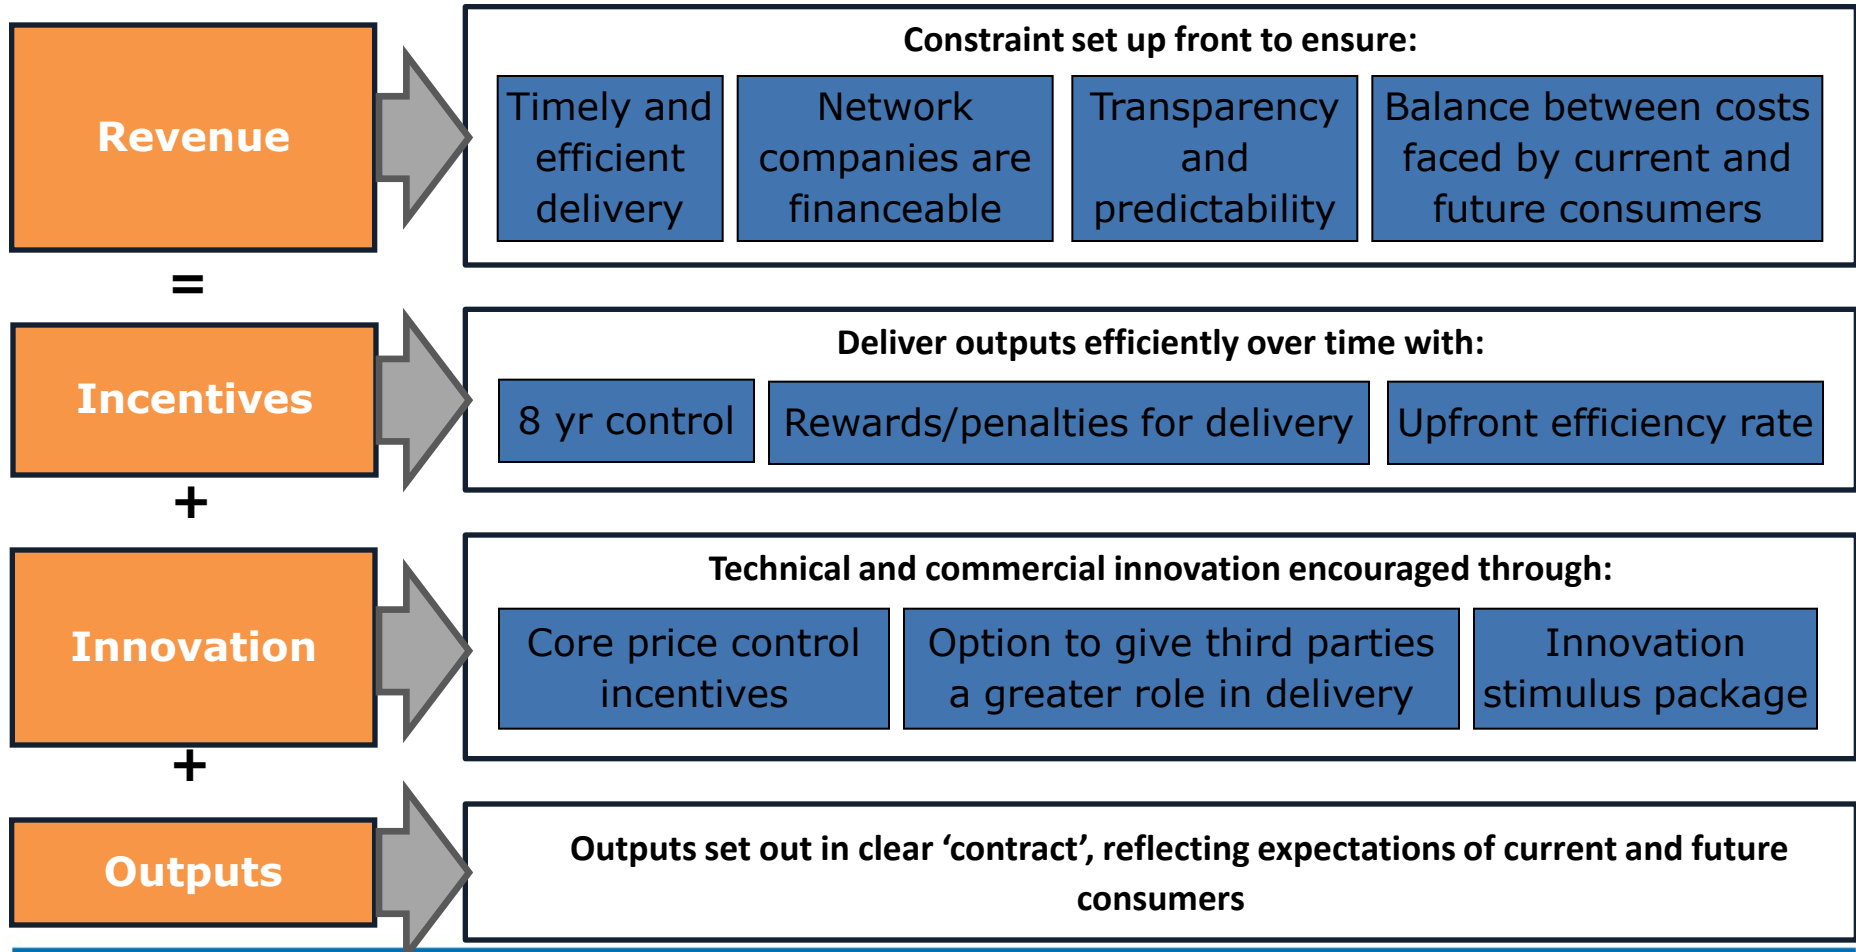 Revenue
Constraint set up front to ensure:
Timely and
efficient
delivery
Network
companies are
financeable
Transparency
and
predictability
Balance between costs
faced by current and
future consumers
=
Incentives
Deliver outputs efficiently over time with:
8 yr control
Rewards/penalties for delivery
Upfront efficiency rate
+
Innovation
Technical and commercial innovation encouraged through:
Core price control
incentives
Option to give third parties
a greater role in delivery
Innovation
stimulus package
+
Outputs
Outputs set out in clear ‘contract’, reflecting expectations of current and future
consumers